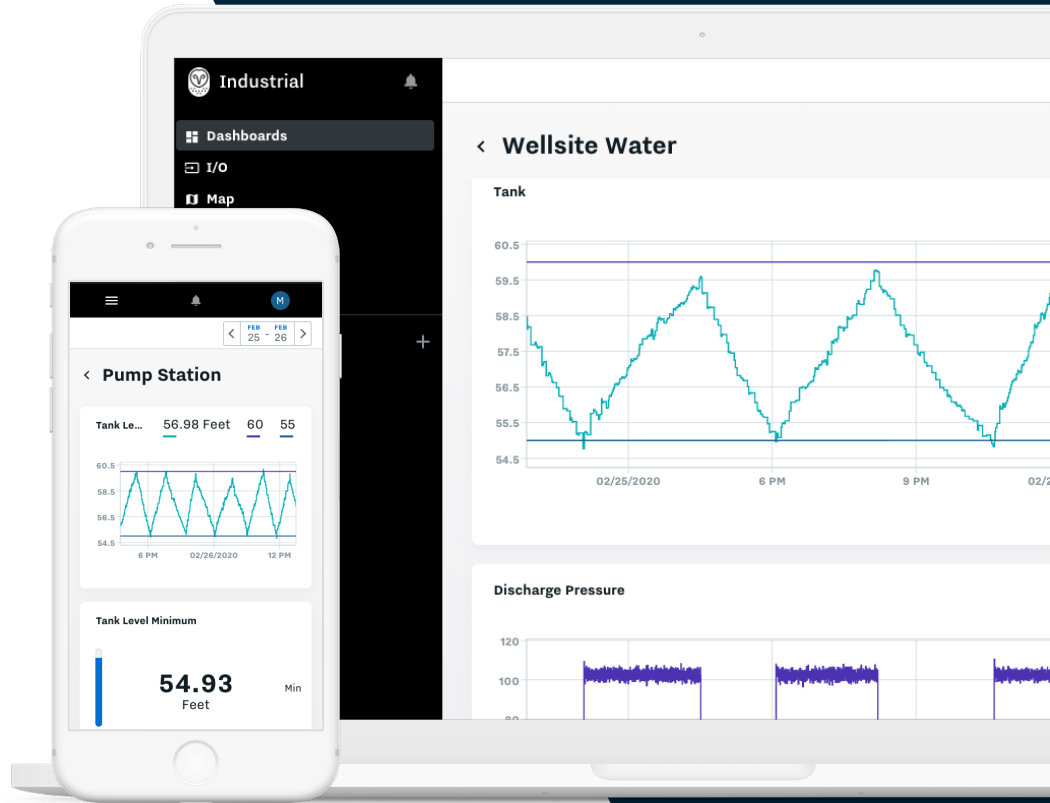 Industrial
Dashboards
I/O
Map
Wellsite Water
Tank
60.5
59.5
58.5
57.5
56.5
55.5
54.5
02/25/2020 6 PM 9 PM 02/2
Discharge Pressure
120
100
80
M
FEB FEB
25 - 26
Pump Station
Tank Le... 56.98 Feet 60 55
60.5
58.5
56.5
54.5
6 PM 02/26/2020 12 PM
Tank Level Minimum
54.93
Feet
Min